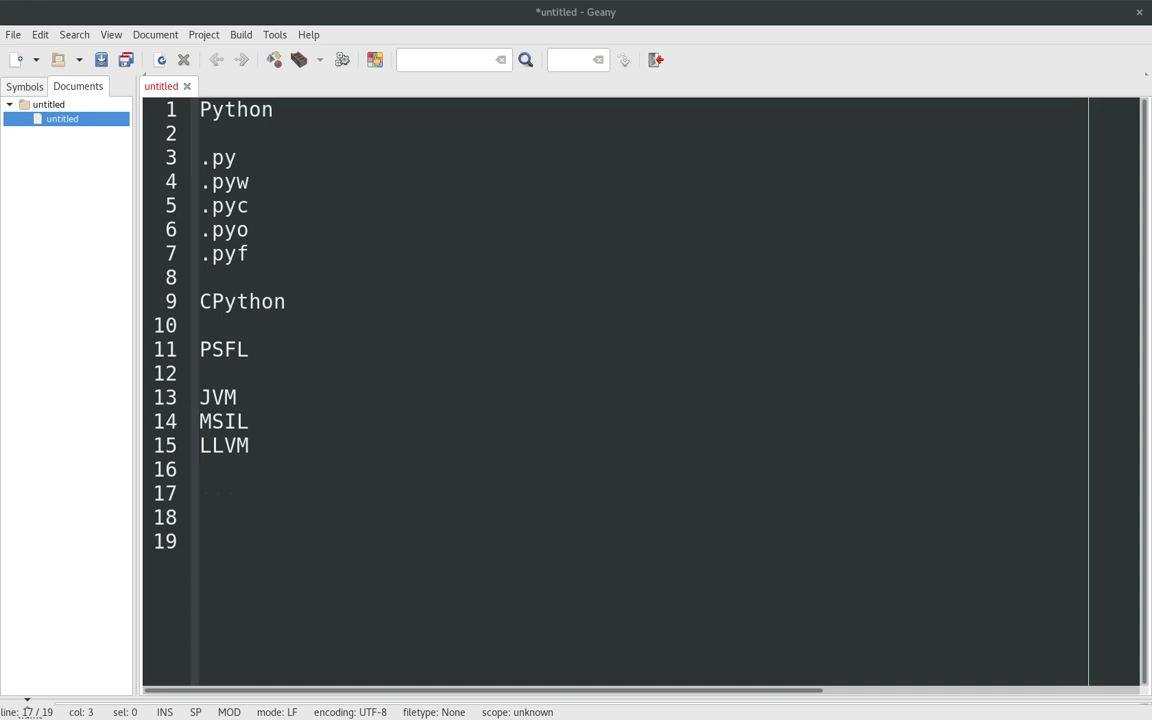 *untitled - Geany
File Edit Search View Document Project Build Tools Help
Symbols Documents
untitled
untitled
untitled
1 Python
2
3 .py
4 .pyw
5 .pyc
6 .pyo
7 .pyf
8
9 CPython
10
11 PSFL
12
13 JVM
14 MSIL
15 LLVM
16
17
18
19
line: 17 / 19 col: 3 sel: 0 INS SP MOD mode: LF encoding: UTF-8 filetype: None scope: unknown